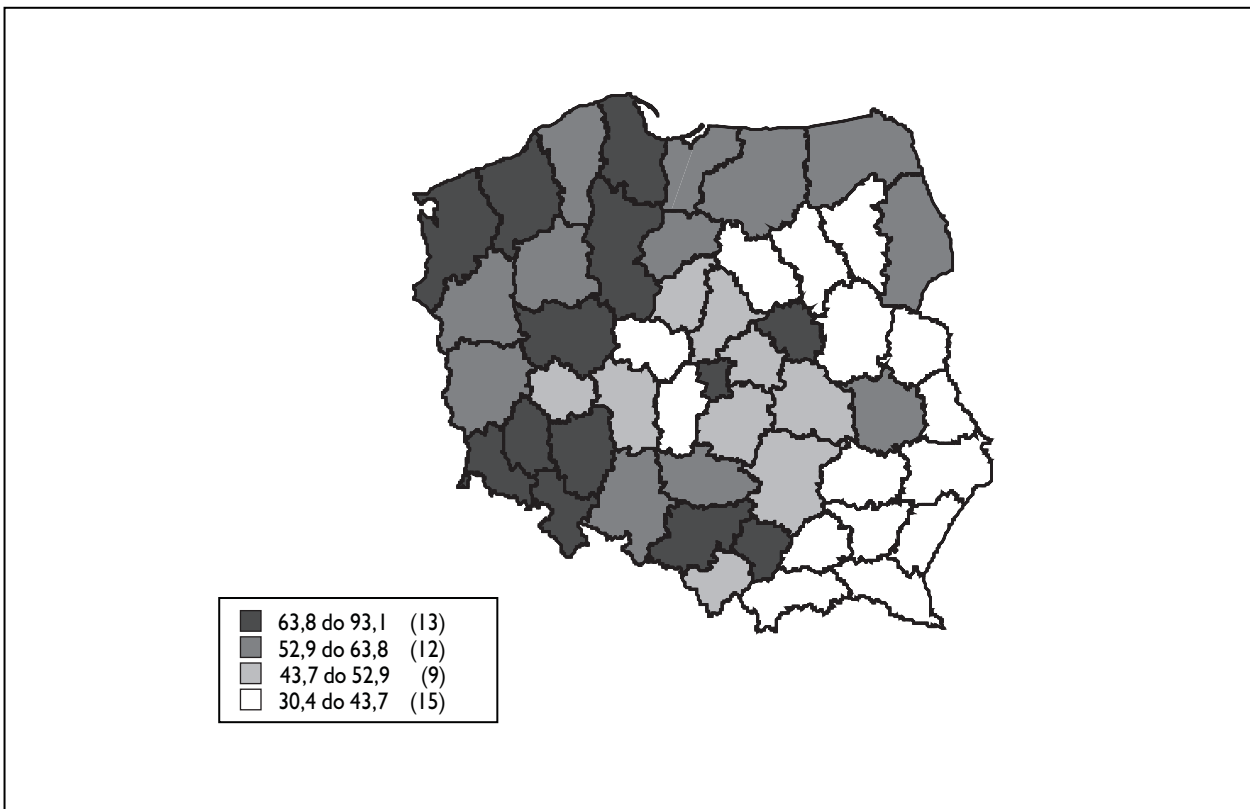 63,8 do 93,1 (13)
52,9 do 63,8 (12)
43,7 do 52,9 (9)
30,4 do 43,7 (15)